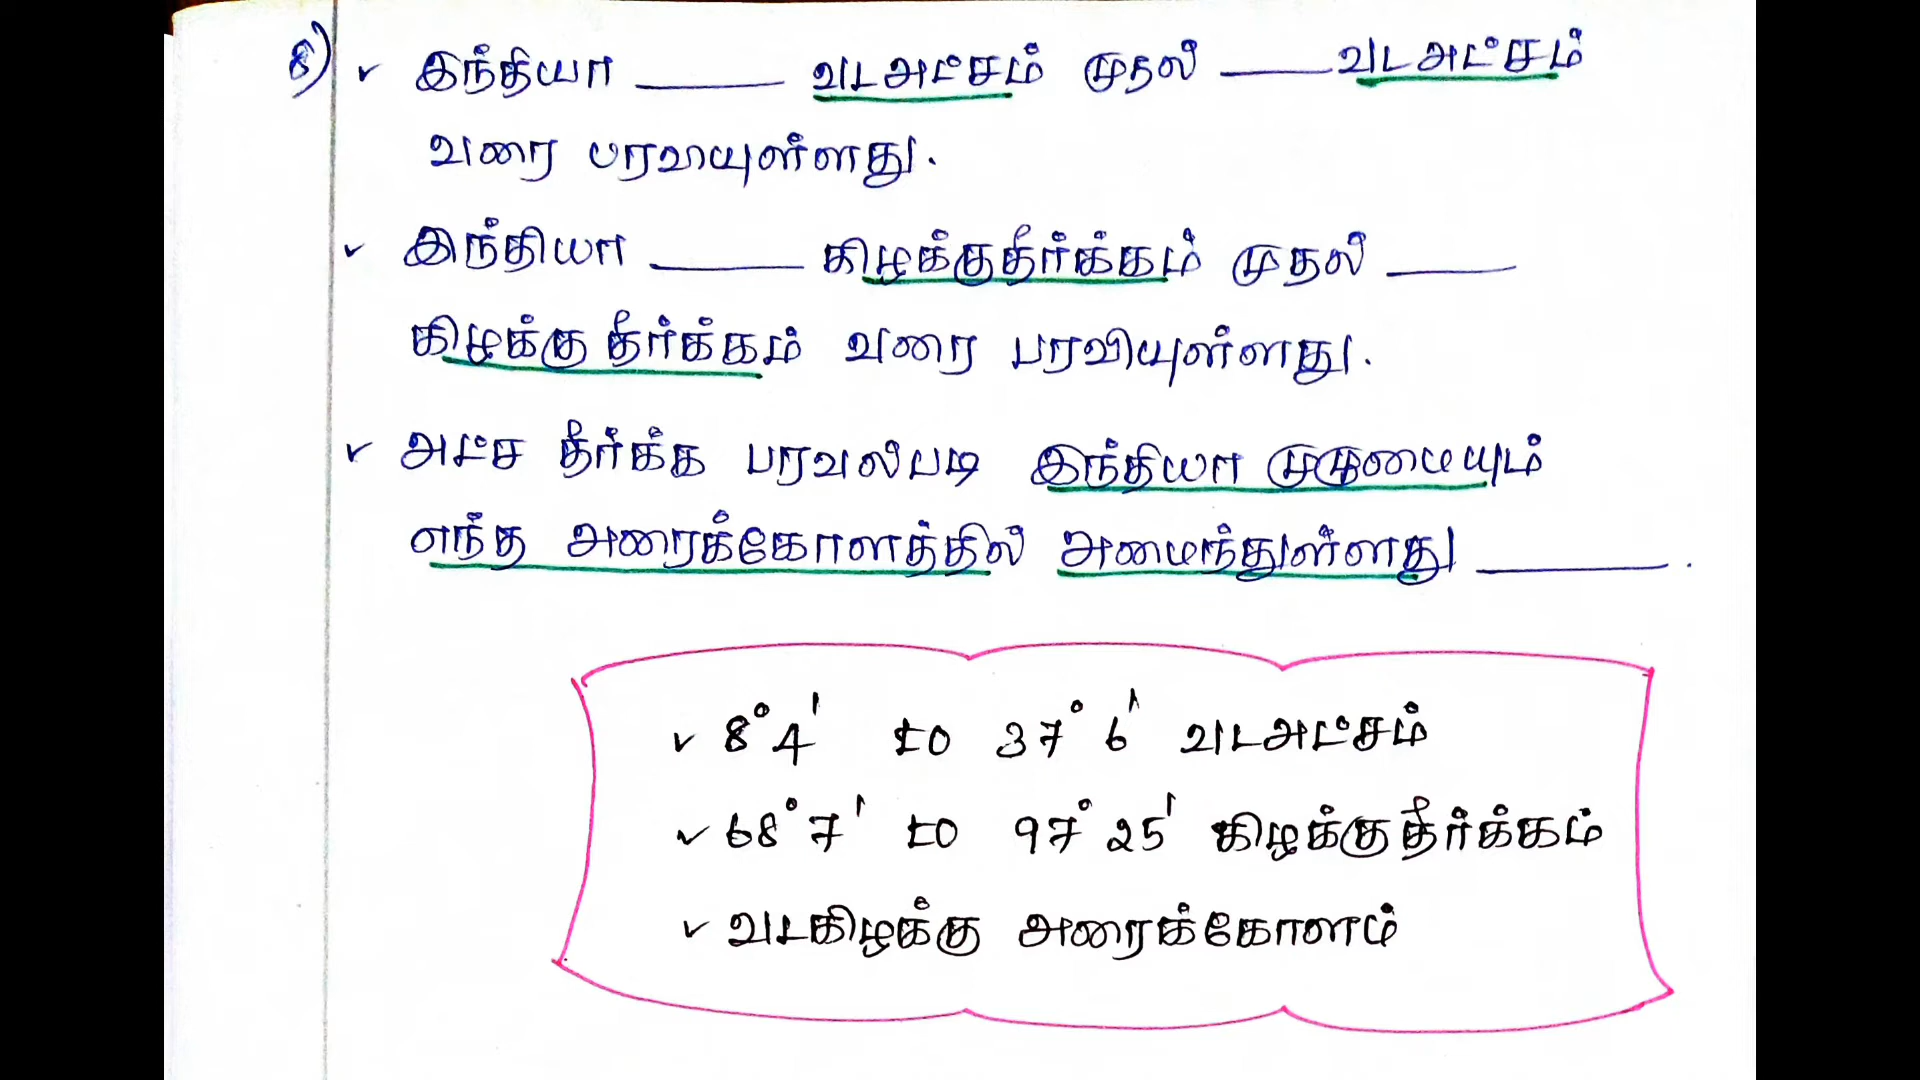 8) ✓ இந்தியா ______ வடஅட்சம் முதல் ______ வடஅட்சம்
வரை பரவியுள்ளது.
✓ இந்தியா ______ கிழக்குதீர்க்கம் முதல் ______
கிழக்கு தீர்க்கம் வரை பரவியுள்ளது.
✓ அட்ச தீர்க்க பரவல்படி இந்தியா முழுமையும்
எந்த அரைக்கோளத்தில் அமைந்துள்ளது ______.
✓ 8°4' to 37°6' வடஅட்சம்
✓ 68°7' to 97°25' கிழக்குதீர்க்கம்
✓ வடகிழக்கு அரைக்கோளம்